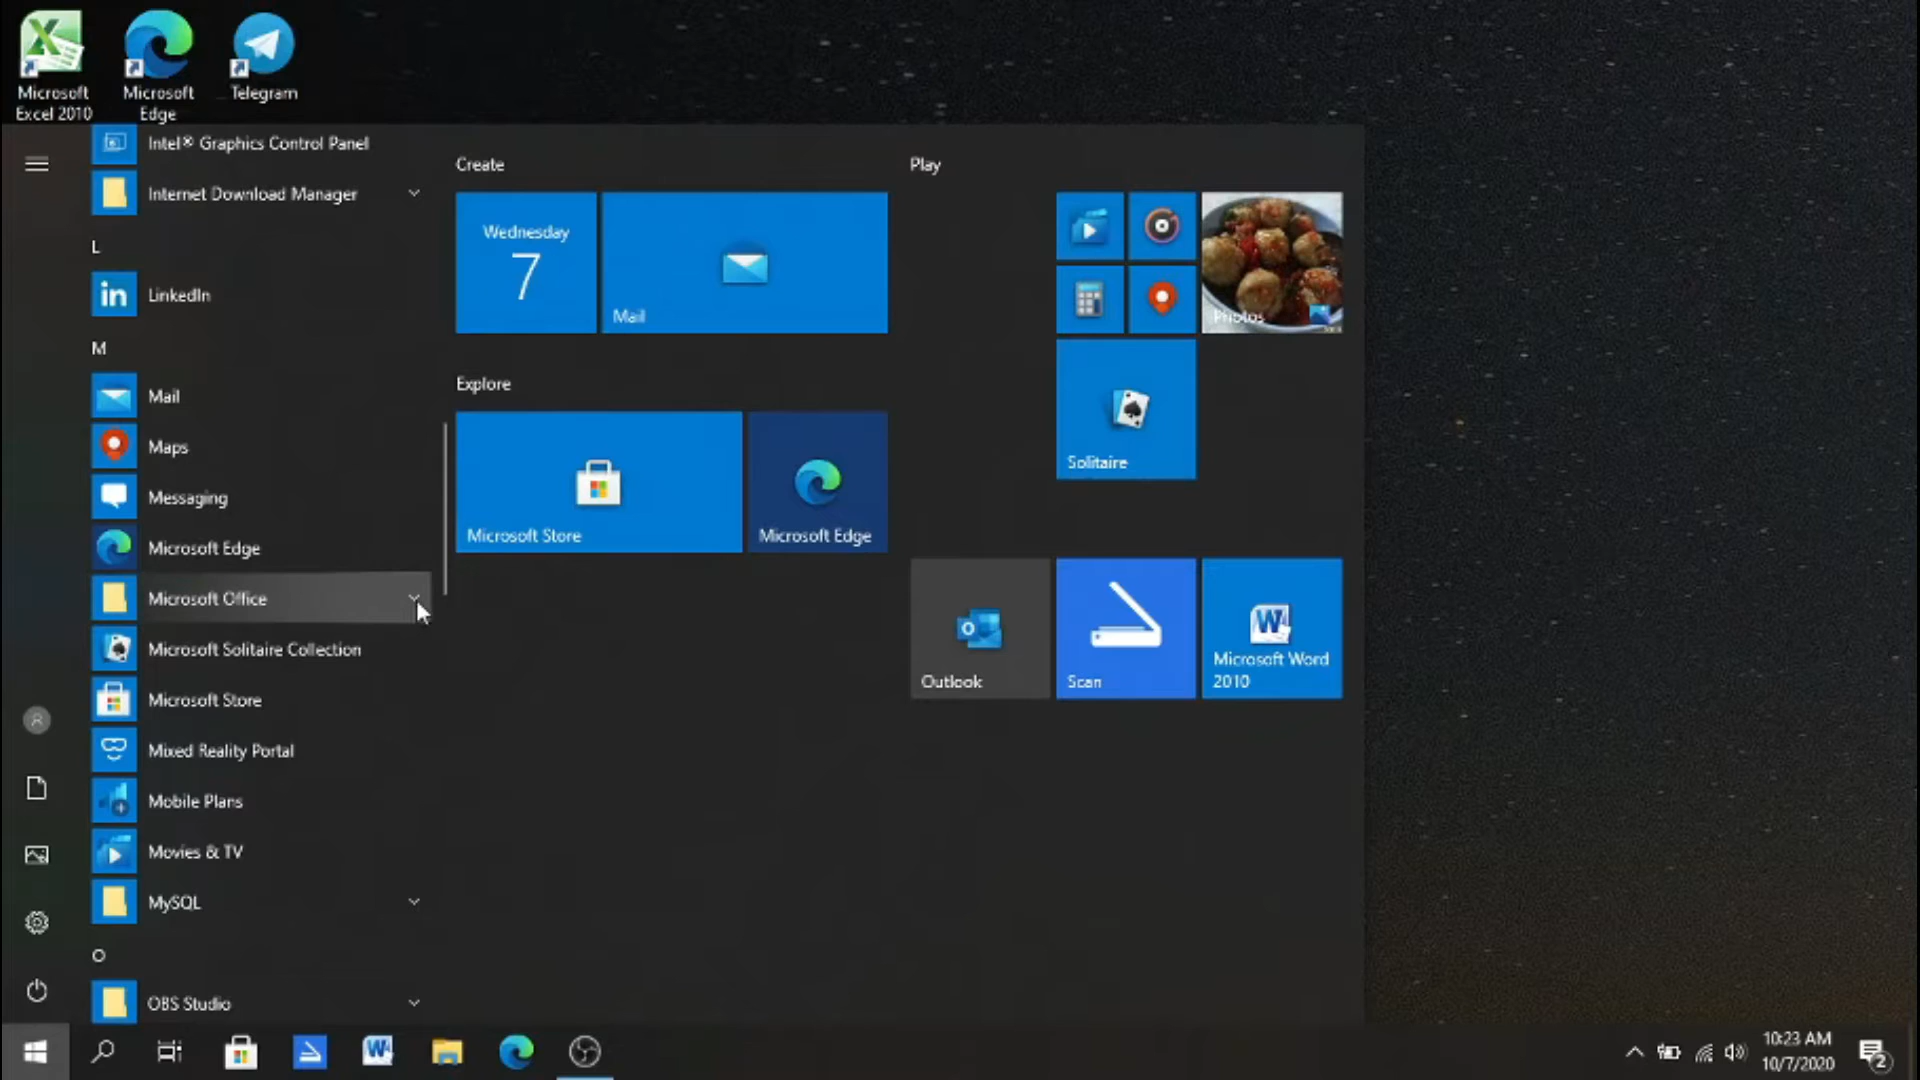 Microsoft
Excel 2010
Microsoft
Edge
Telegram
Intel® Graphics Control Panel
Internet Download Manager
L
LinkedIn
M
Mail
Maps
Messaging
Microsoft Edge
Microsoft Office
Microsoft Solitaire Collection
Microsoft Store
Mixed Reality Portal
Mobile Plans
Movies & TV
MySQL
O
OBS Studio
Create
Wednesday
7
Mail
Explore
Microsoft Store
Microsoft Edge
Play
Photos
Solitaire
Outlook
Scan
Microsoft Word
2010
10:23 AM
10/7/2020
2